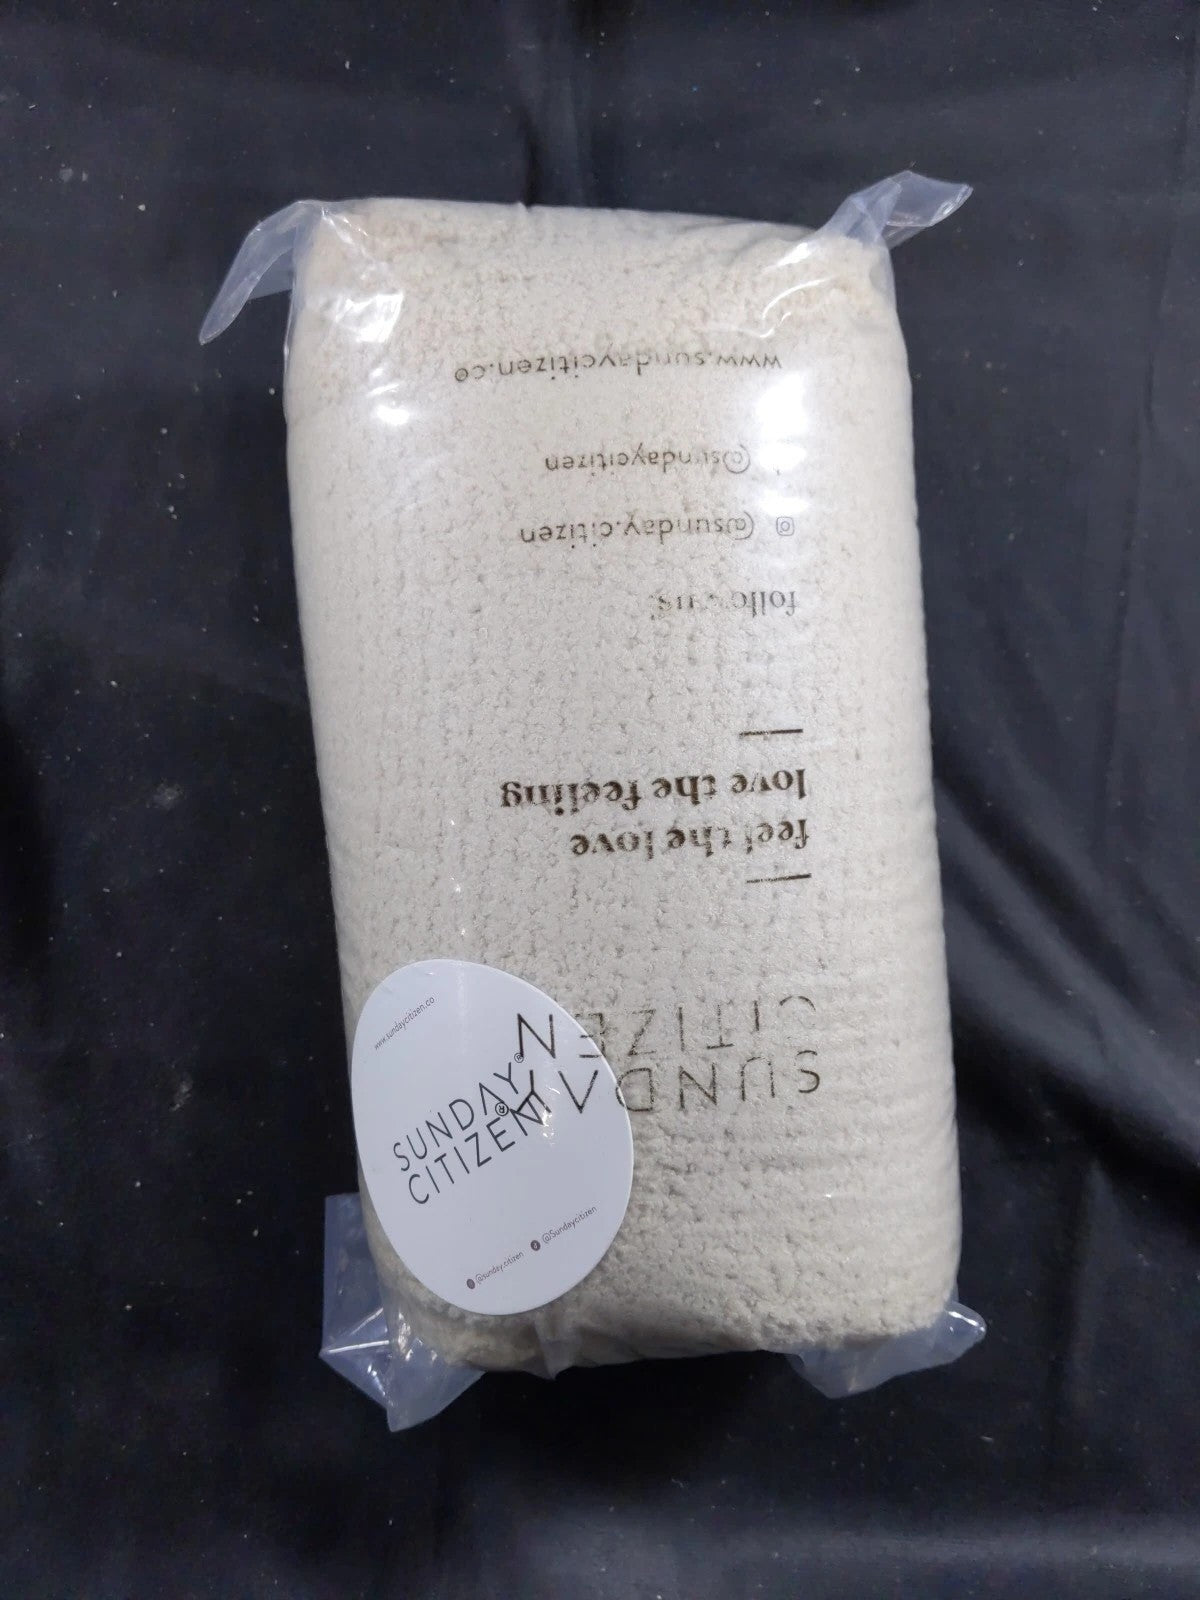 SUNDAY
CITIZEN ®
feel the love
love the feeling
follow us
@sunday.citizen
@sundaycitizen
www.sundaycitizen.co
www.sundaycitizen.co
SUNDAY®
CITIZEN
@sunday.citizen @Sundaycitizen